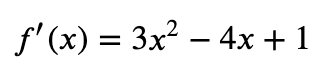 f′(x) = 3x² − 4x + 1